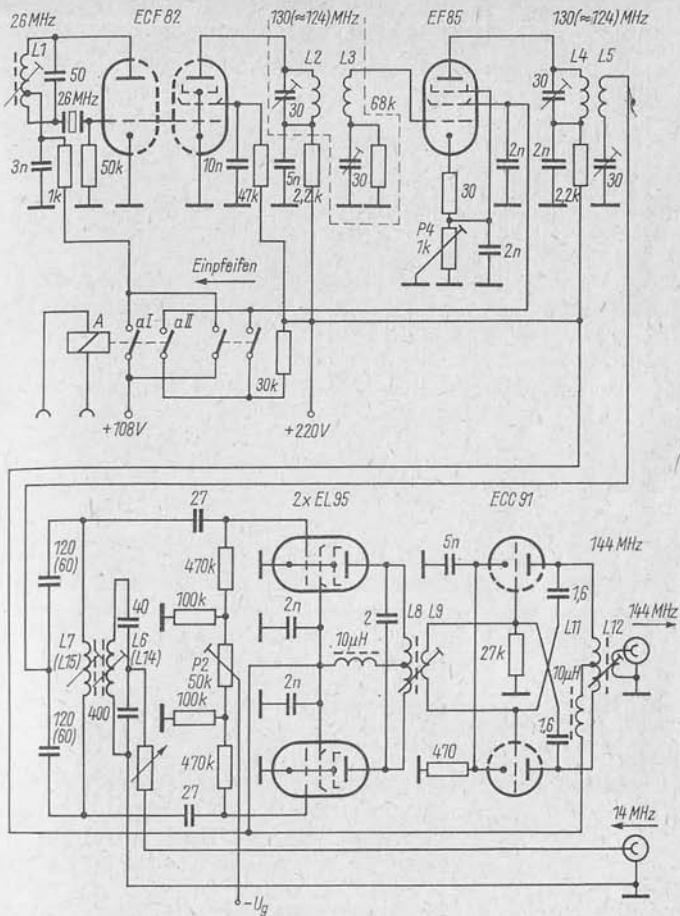 26 MHz
ECF 82
130(≈124)MHz
EF85
130(≈124)MHz
L1
50
26 MHz
30
L2
L3
68k
30
L4
L5
3n
1k
50k
10n
47k
5n
2,2k
30
30
P4
1k
2n
2n
2n
2,2k
30
Einpfeifen
A
aI
aII
30k
+108V
+220V
27
2x EL95
ECC 91
120
(60)
470k
5n
144 MHz
40
100k
2n
2
L8
L9
1,6
144 MHz
L7
(L15)
L6
(L14)
P2
50k
10μH
27k
L11
L12
10μH
120
(60)
400
100k
2n
470k
470
1,6
27
14 MHz
-Ug